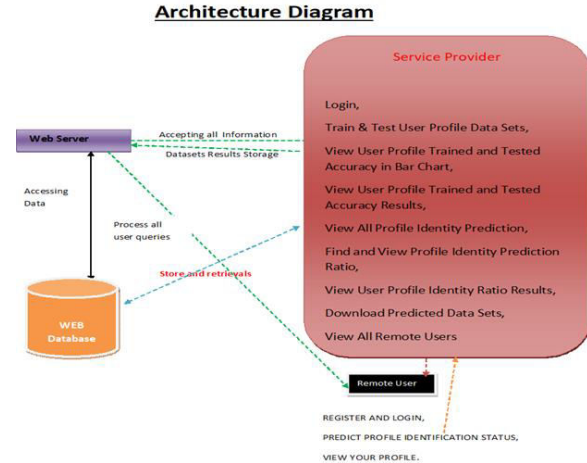 Architecture Diagram
Service Provider
Login,
Train & Test User Profile Data Sets,
View User Profile Trained and Tested
Accuracy in Bar Chart,
View User Profile Trained and Tested
Accuracy Results,
View All Profile Identity Prediction,
Find and View Profile Identity Prediction
Ratio,
View User Profile Identity Ratio Results,
Download Predicted Data Sets,
View All Remote Users
Web Server
Accepting all Information
Datasets Results Storage
Accessing
Data
Process all
user queries
Store and retrievals
WEB
Database
Remote User
REGISTER AND LOGIN,
PREDICT PROFILE IDENTIFICATION STATUS,
VIEW YOUR PROFILE.